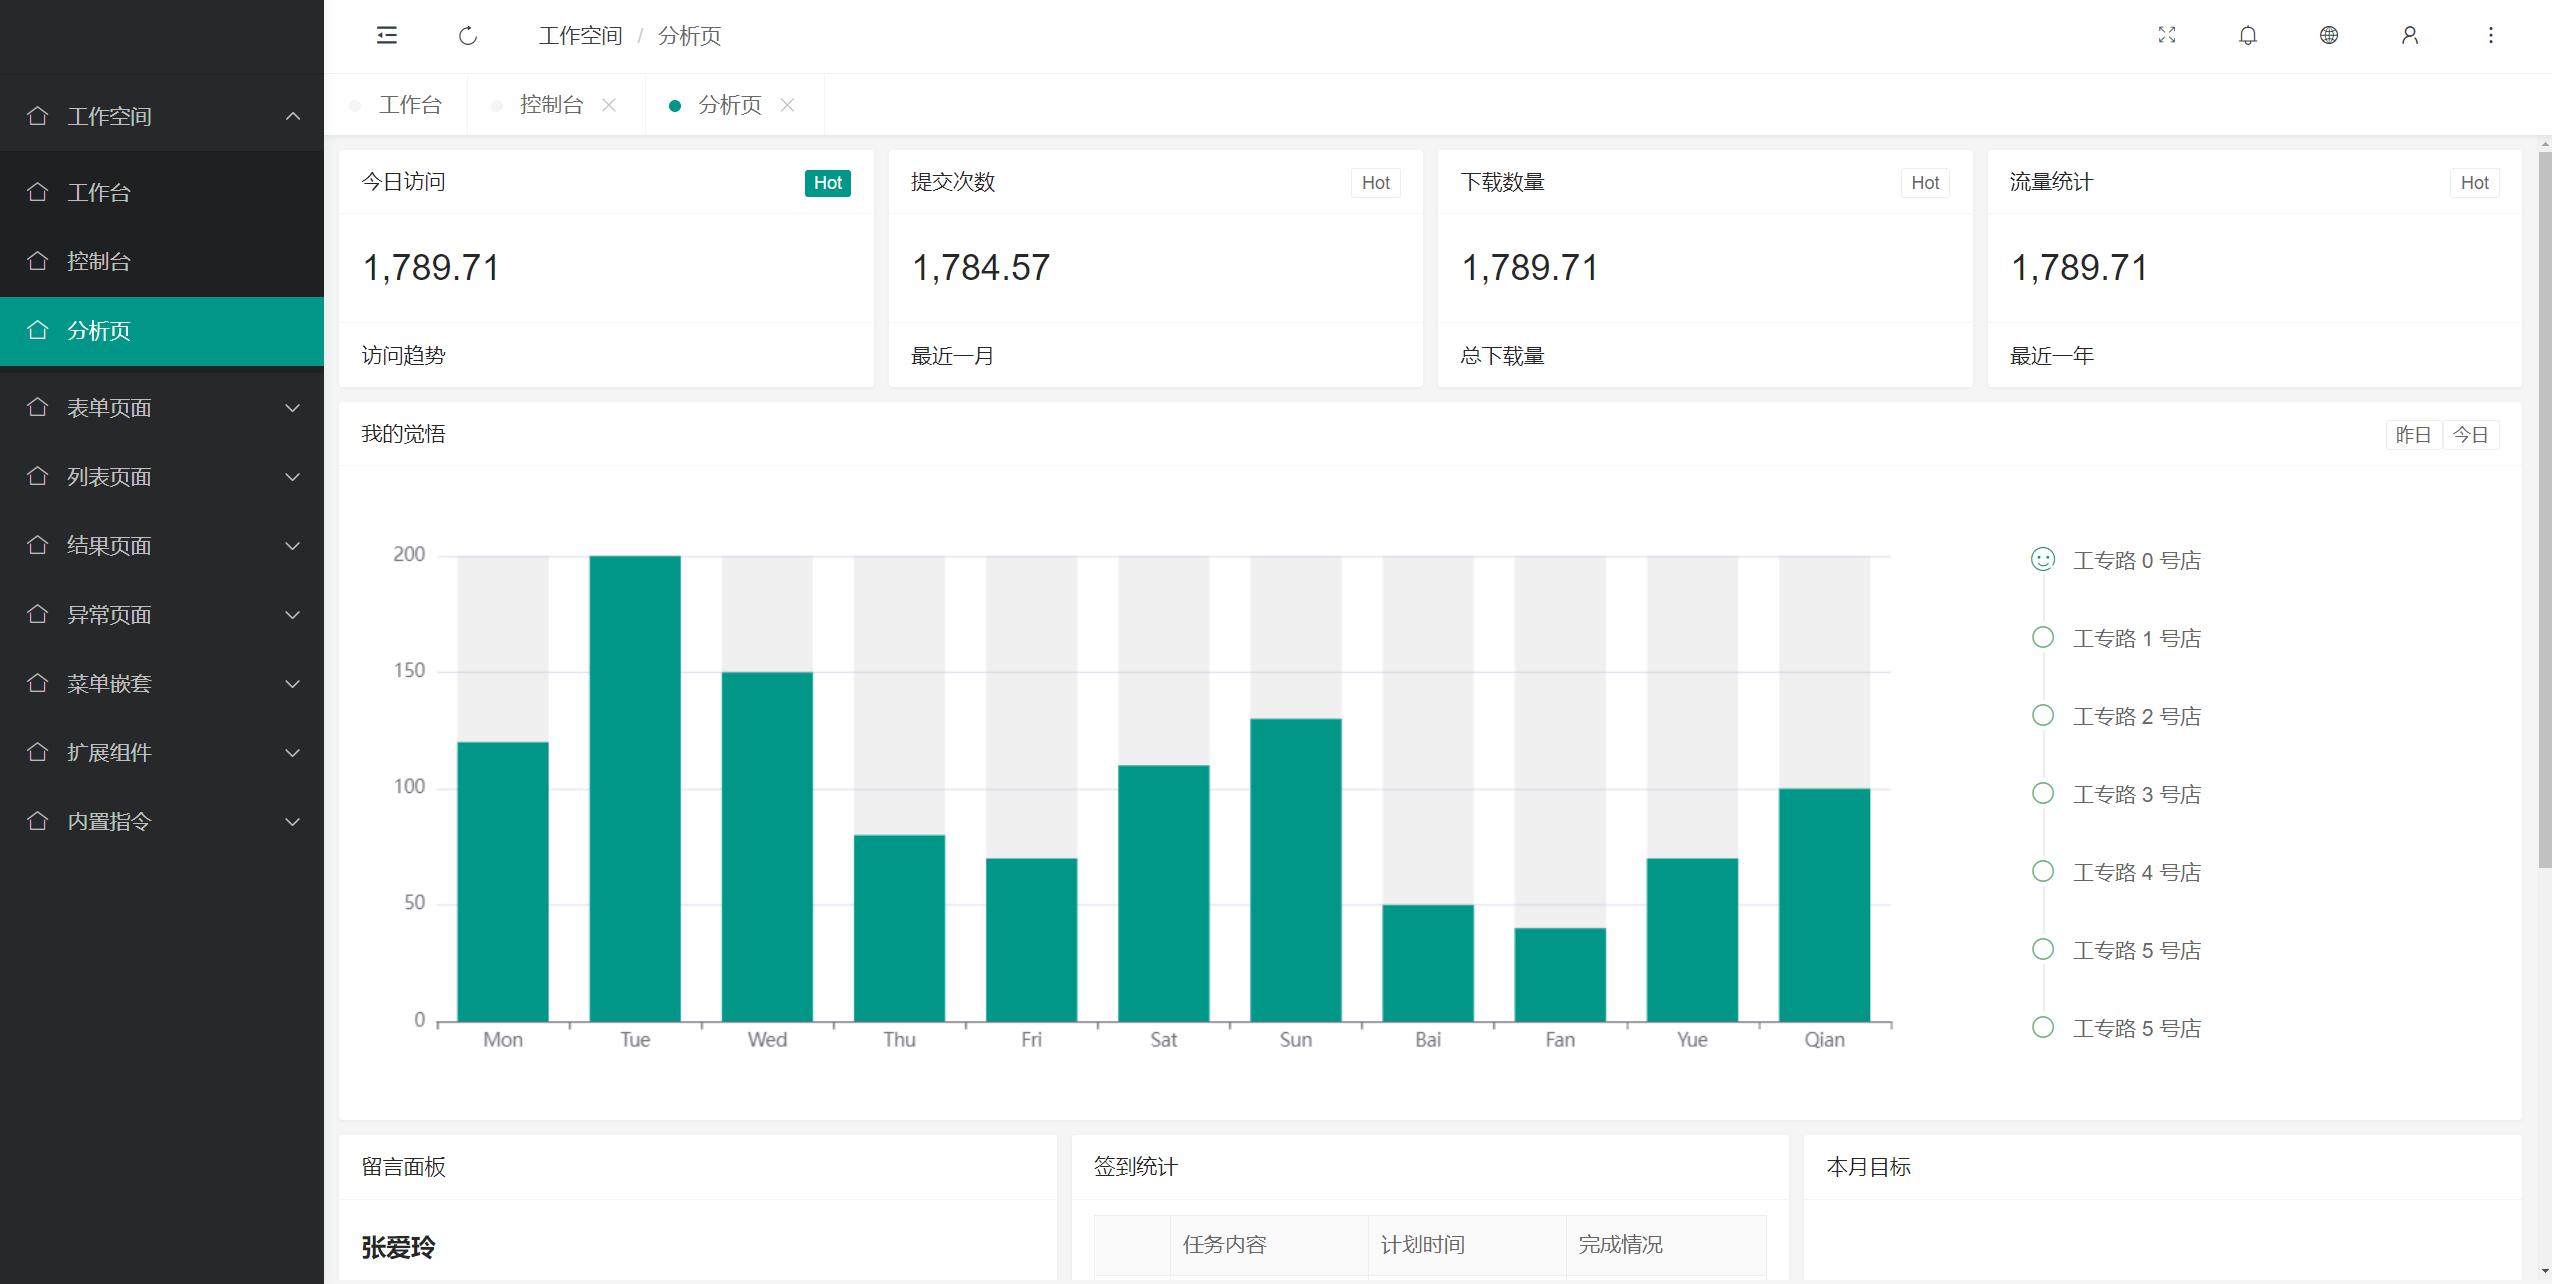 工作空间 / 分析页
工作空间
工作台
控制台
分析页
表单页面
列表页面
结果页面
异常页面
菜单嵌套
扩展组件
内置指令
工作台 控制台 分析页
今日访问 Hot
1,789.71
访问趋势
提交次数 Hot
1,784.57
最近一月
下载数量 Hot
1,789.71
总下载量
流量统计 Hot
1,789.71
最近一年
我的觉悟 昨日 今日
200
150
100
50
0
Mon Tue Wed Thu Fri Sat Sun Bai Fan Yue Qian
工专路 0 号店
工专路 1 号店
工专路 2 号店
工专路 3 号店
工专路 4 号店
工专路 5 号店
工专路 5 号店
留言面板
张爱玲
签到统计
任务内容 计划时间 完成情况
本月目标